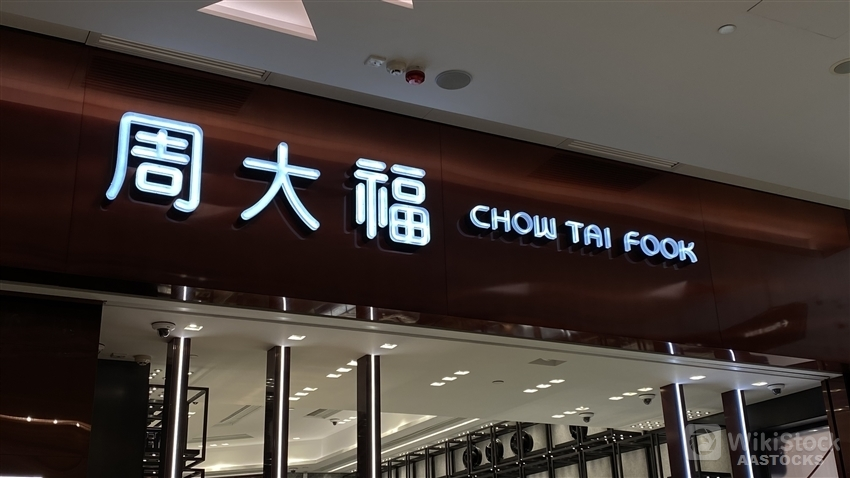 周大福 CHOW TAI FOOK
WikiStock
AASTOCKS